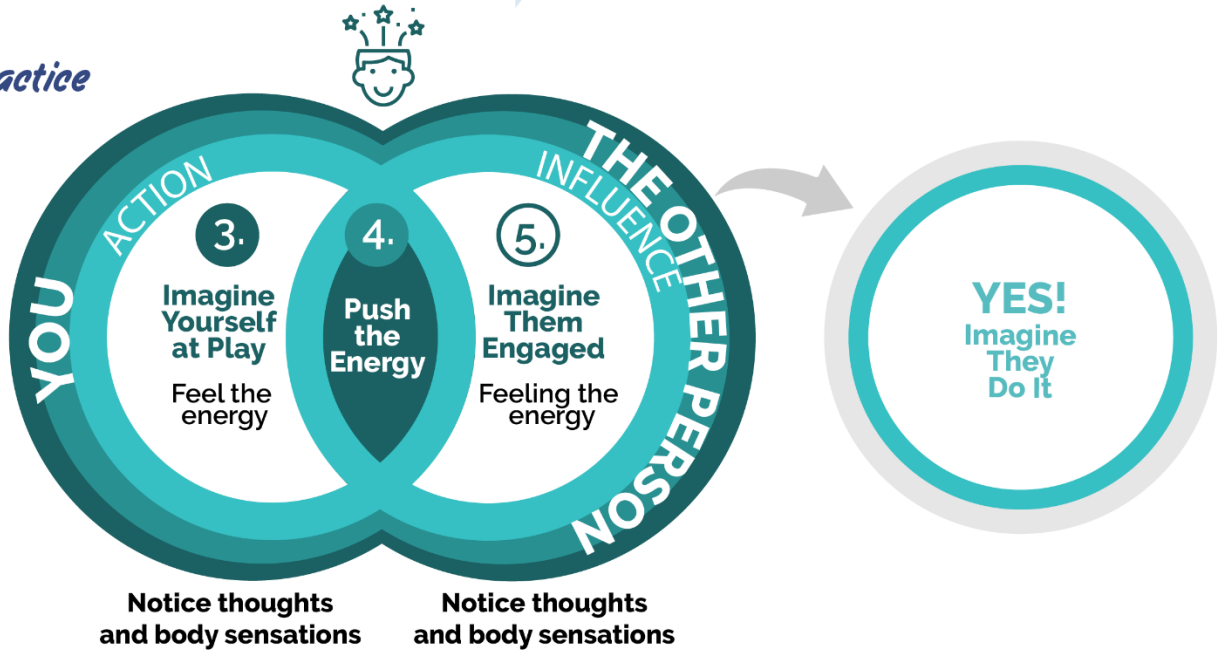 YOU
ACTION
3.
Imagine
Yourself
at Play
Feel the
energy
4.
Push
the
Energy
INFLUENCE
THE OTHER PERSON
5.
Imagine
Them
Engaged
Feeling the
energy
YES!
Imagine
They
Do It
Notice thoughts
and body sensations
Notice thoughts
and body sensations